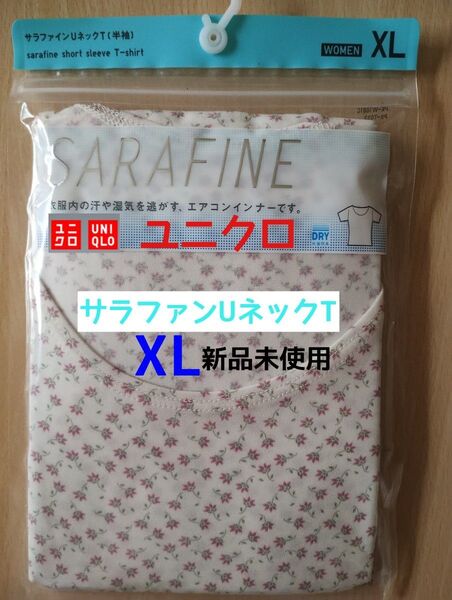 サラファインUネックT(半袖)
sarafine short sleeve T-shirt
WOMEN XL
SARAFINE
衣服内の汗や湿気を逃がす、エアコンインナーです。
ユニクロ UNIQLO ユニクロ
DRY
サラファンUネックT
XL新品未使用